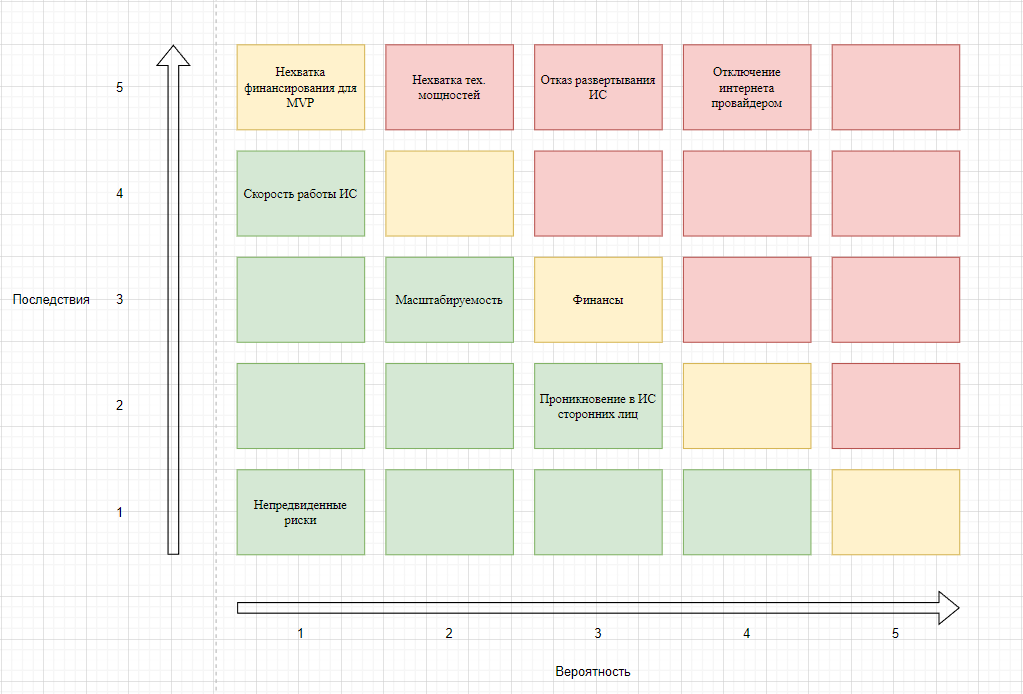 5
Нехватка
финансирования для
MVP
Нехватка тех.
мощностей
Отказ развертывания
ИС
Отключение
интернета
провайдером
4
Скорость работы ИС
Последствия
3
Масштабируемость
Финансы
2
Проникновение в ИС
сторонних лиц
1
Непредвиденные
риски
1
2
3
4
5
Вероятность